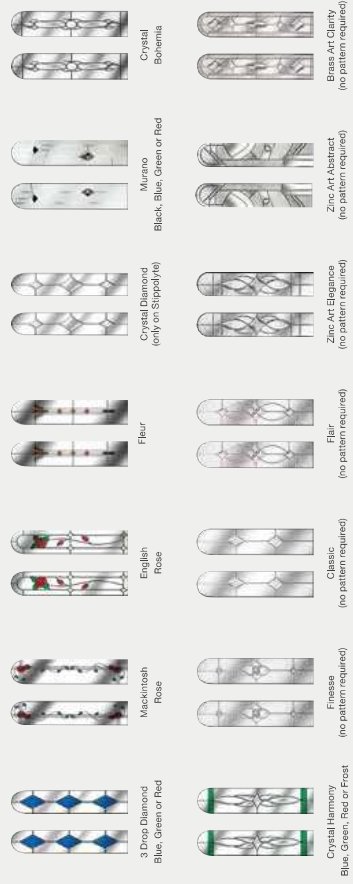 3 Drop Diamond
Blue, Green or Red
Mackintosh
Rose
English
Rose
Fleur
Crystal Diamond
(only on Stippolyte)
Murano
Black, Blue, Green or Red
Crystal
Bohemia
Crystal Harmony
Blue, Green, Red or Frost
Finesse
(no pattern required)
Classic
(no pattern required)
Flair
(no pattern required)
Zinc Art Elegance
(no pattern required)
Zinc Art Abstract
(no pattern required)
Brass Art Clarity
(no pattern required)